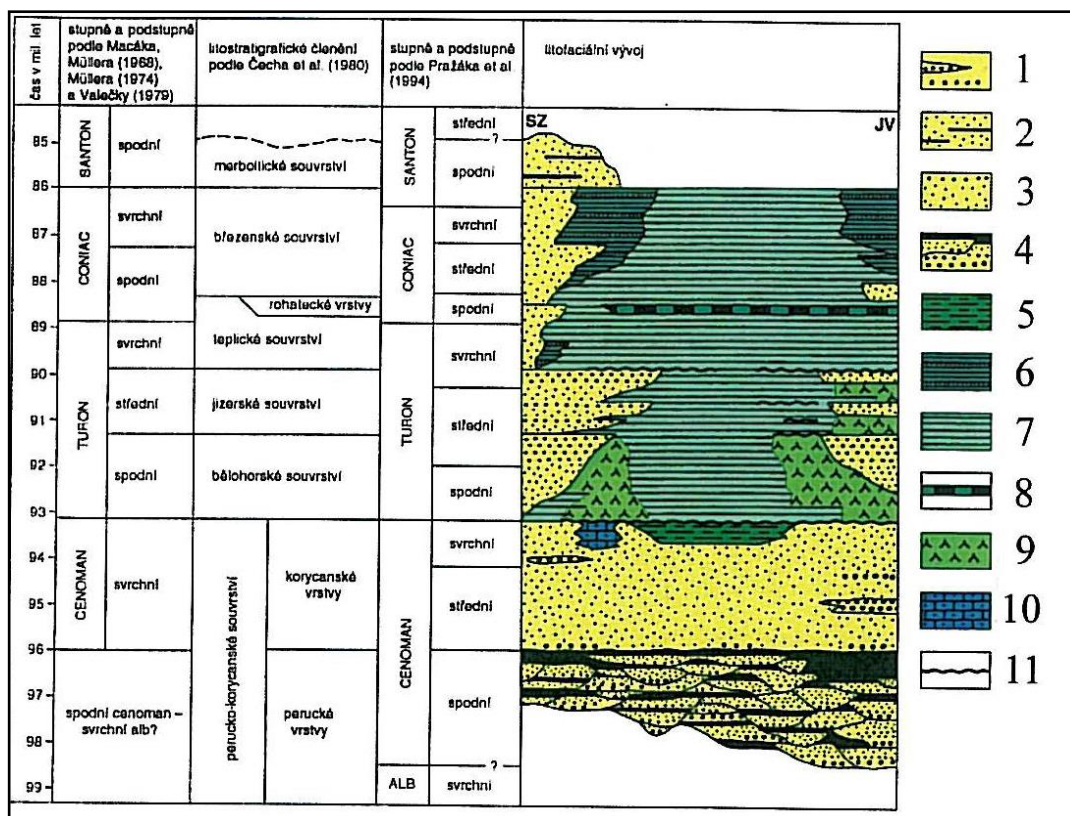 čas v mil. let
stupně a podstupně
podle Macáka,
Müllera (1968),
Müllera (1974)
a Valečky (1979)
litostratigrafické členění
podle Čecha et al. (1980)
stupně a podstupně
podle Pražáka et al
(1994)
litofaciální vývoj
85
86
87
88
89
90
91
92
93
94
95
96
97
98
99
SANTON
spodní
CONIAC
svrchní
spodní
TURON
svrchní
střední
spodní
CENOMAN
svrchní
spodní cenoman –
svrchní alb?
merboltické souvrství
březenské souvrství
rohatecké vrstvy
teplické souvrství
jizerské souvrství
bělohorské souvrství
perucko-korycanské souvrství
korycanské
vrstvy
perucké
vrstvy
SANTON
střední
?
spodní
CONIAC
svrchní
střední
spodní
TURON
svrchní
střední
spodní
CENOMAN
svrchní
střední
spodní
?
ALB
svrchní
SZ
JV
1
2
3
4
5
6
7
8
9
10
11